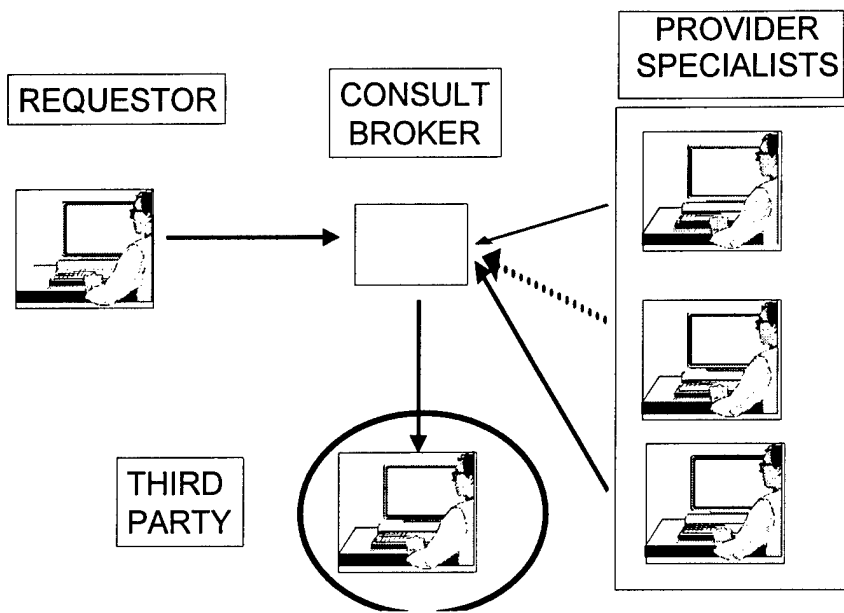 REQUESTOR
CONSULT
BROKER
PROVIDER
SPECIALISTS
THIRD
PARTY